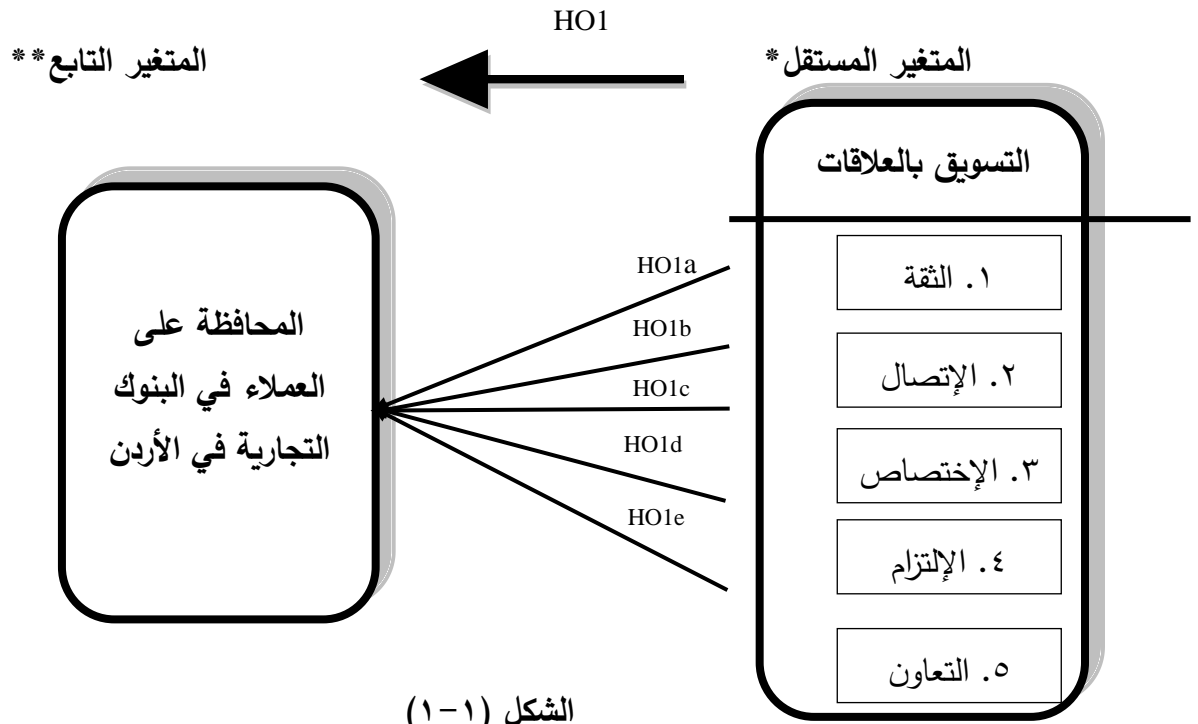 HO1
المتغير المستقل*
المتغير التابع**
التسويق بالعلاقات
١. الثقة
٢. الإتصال
٣. الإختصاص
٤. الإلتزام
٥. التعاون
HO1a
HO1b
HO1c
HO1d
HO1e
المحافظة على
العملاء في البنوك
التجارية في الأردن
الشكل (١-١)